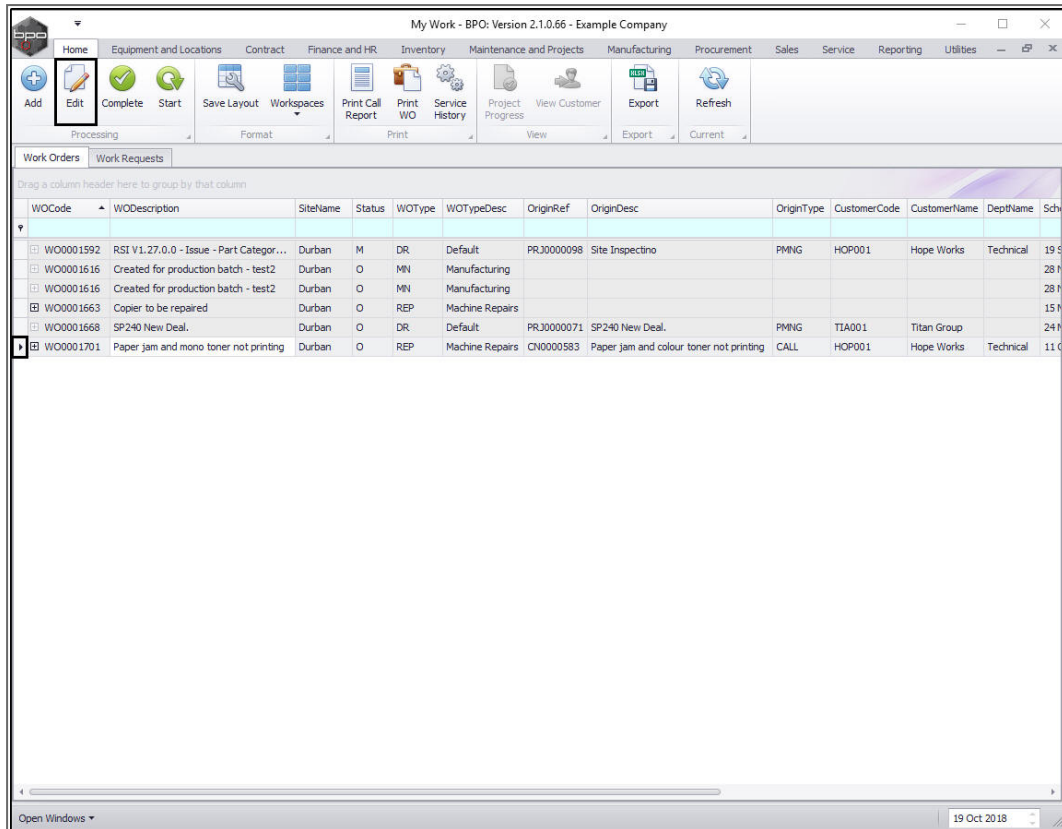 bpo
My Work - BPO: Version 2.1.0.66 - Example Company
Home Equipment and Locations Contract Finance and HR Inventory Maintenance and Projects Manufacturing Procurement Sales Service Reporting Utilities
Add Edit Complete Start Save Layout Workspaces Print Call Report Print WO Service History Project Progress View Customer Export Refresh
Processing Format Print View Export Current
Work Orders Work Requests
Drag a column header here to group by that column
WOCode WODescription SiteName Status WOType WOTypeDesc OriginRef OriginDesc OriginType CustomerCode CustomerName DeptName Sch
WO0001592 RSI V1.27.0.0 - Issue - Part Categor... Durban M DR Default PRJ0000098 Site Inspectino PMNG HOP001 Hope Works Technical 19 S
WO0001616 Created for production batch - test2 Durban O MN Manufacturing 28 N
WO0001616 Created for production batch - test2 Durban O MN Manufacturing 28 N
WO0001663 Copier to be repaired Durban O REP Machine Repairs 15 N
WO0001668 SP240 New Deal. Durban O DR Default PRJ0000071 SP240 New Deal. PMNG TIA001 Titan Group 24 N
WO0001701 Paper jam and mono toner not printing Durban O REP Machine Repairs CN0000583 Paper jam and colour toner not printing CALL HOP001 Hope Works Technical 11 O
Open Windows 19 Oct 2018